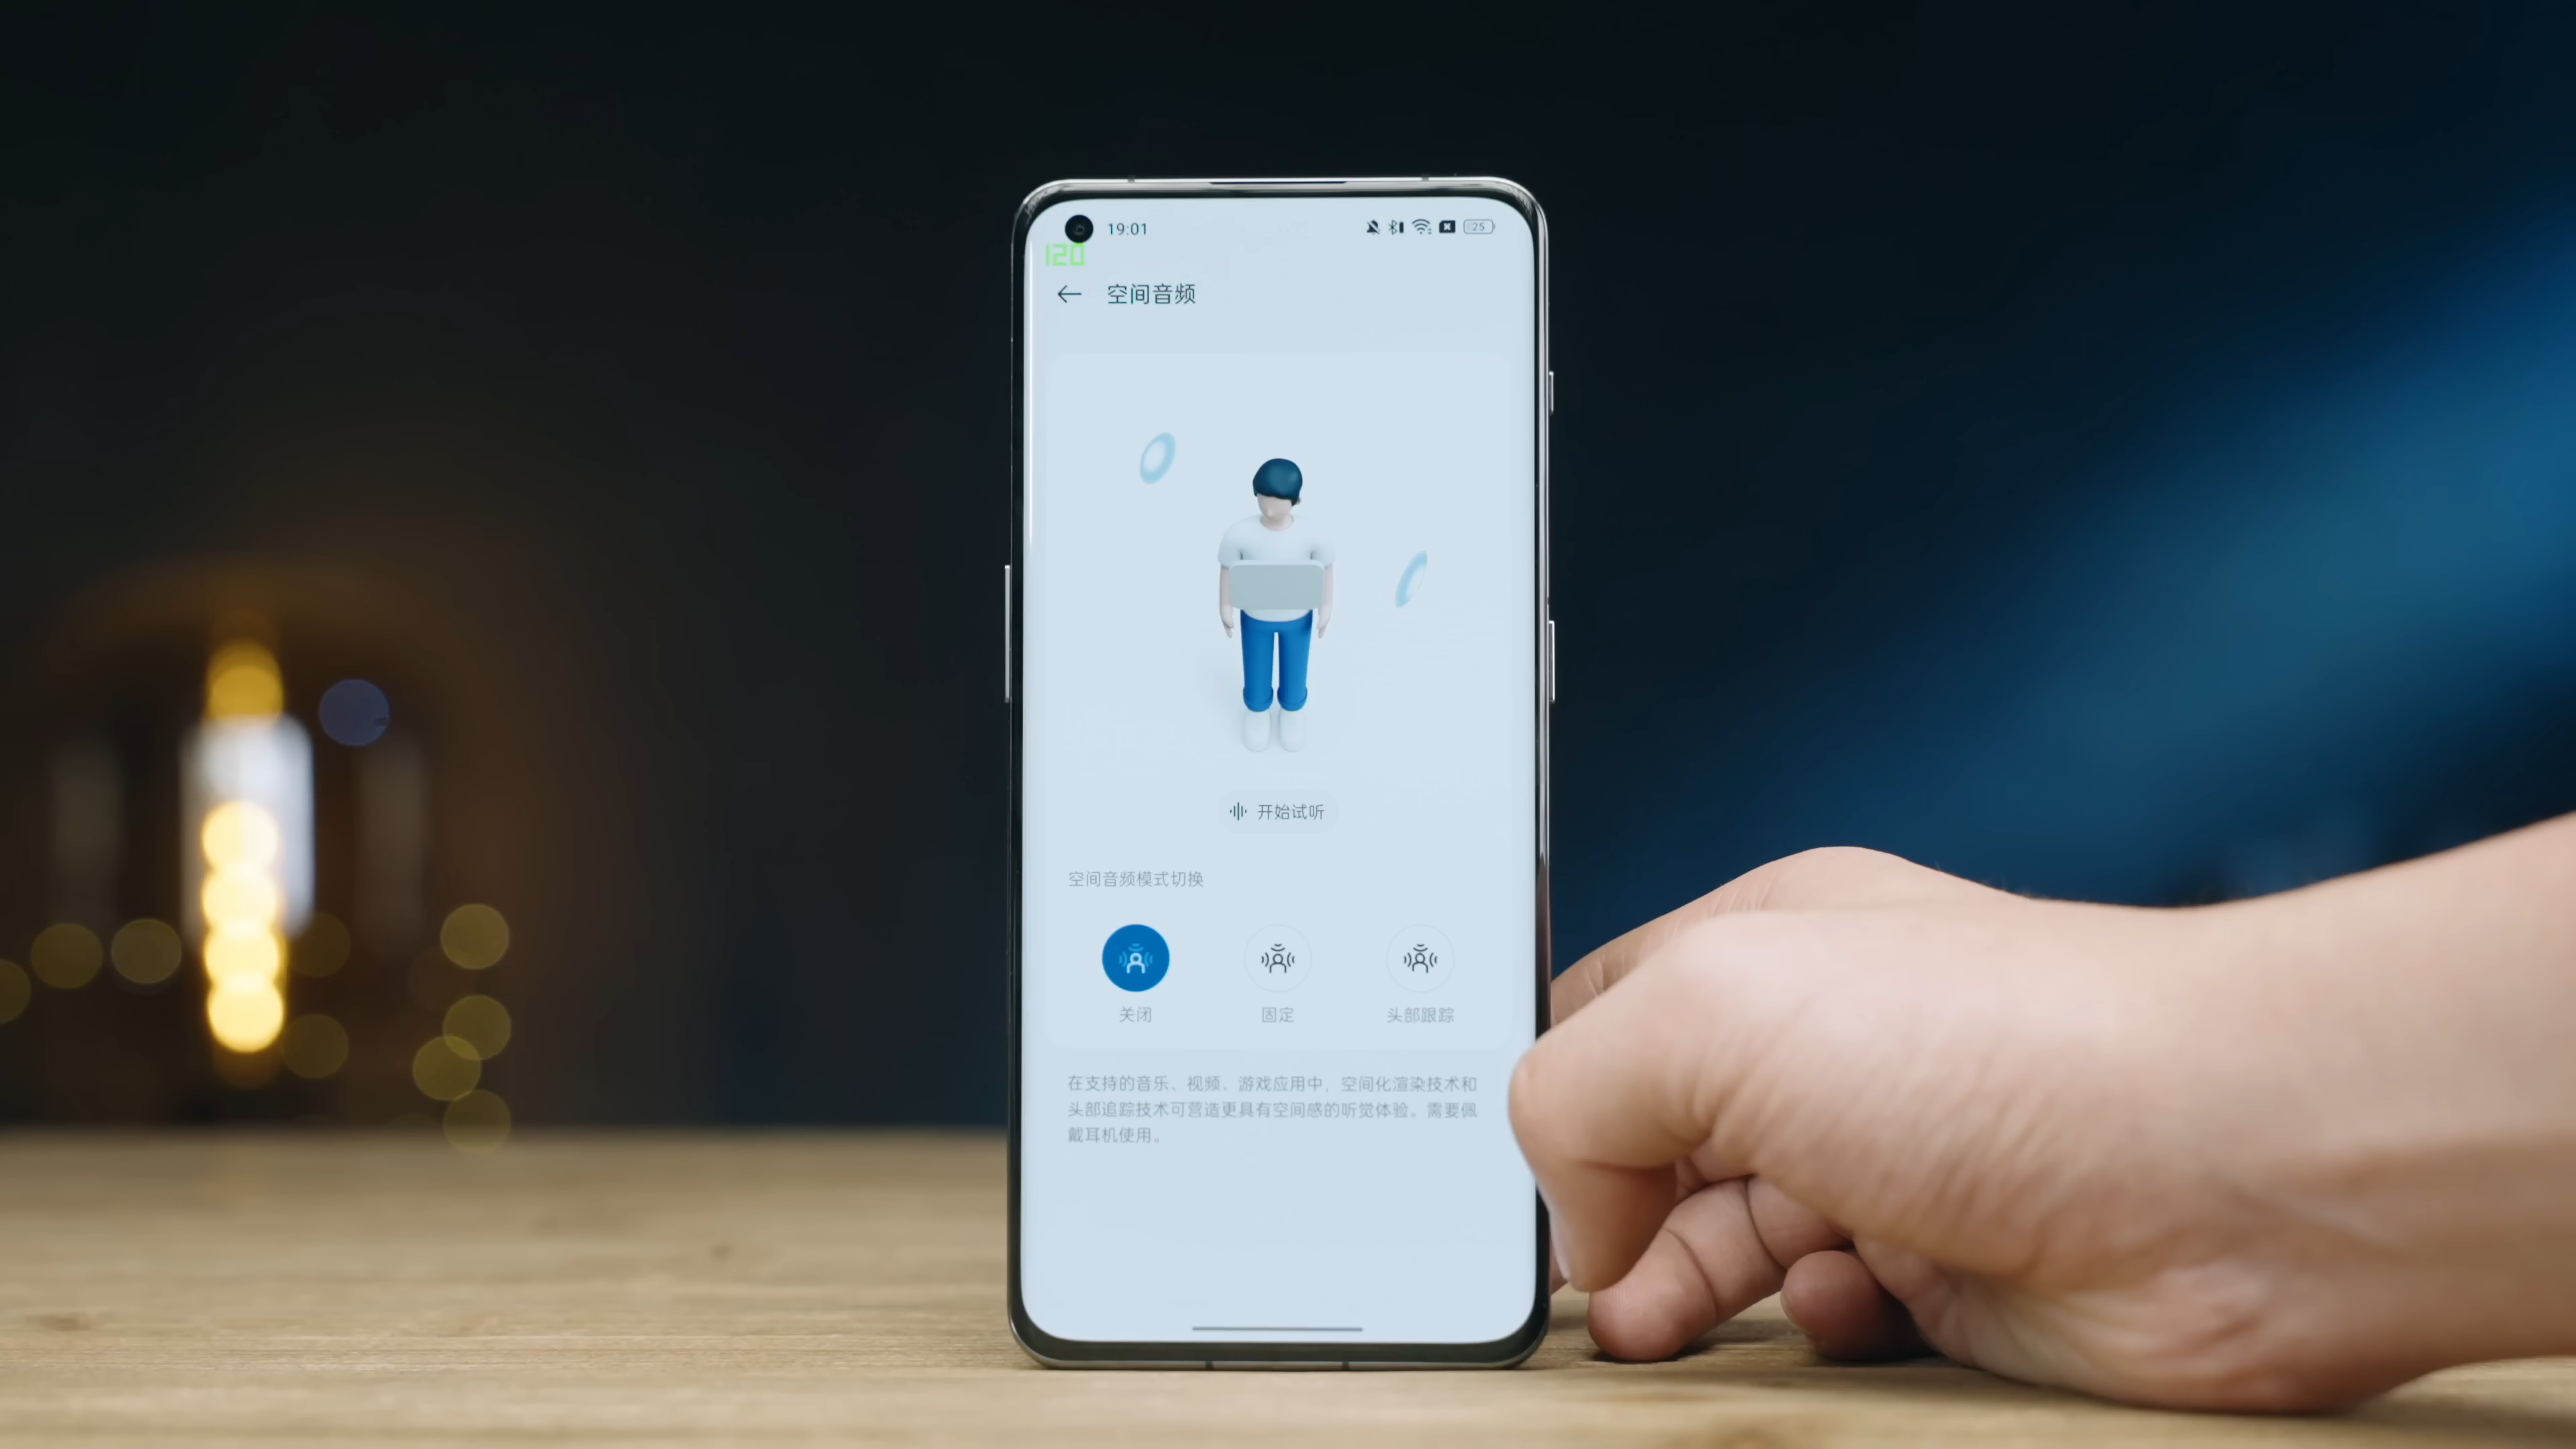 19:01
25
120
空间音频
开始试听
空间音频模式切换
关闭
固定
头部跟踪
在支持的音乐、视频、游戏应用中，空间化渲染技术和
头部追踪技术可营造更具有空间感的听觉体验。需要佩
戴耳机使用。